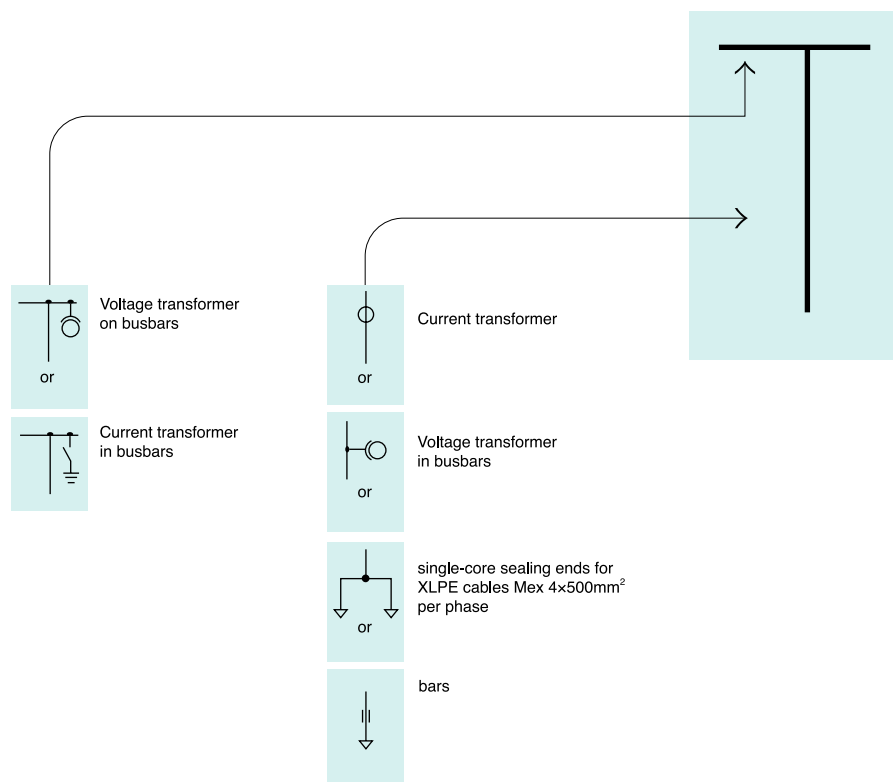 Voltage transformer
on busbars
or
Current transformer
in busbars
Current transformer
or
Voltage transformer
in busbars
or
single-core sealing ends for
XLPE cables Mex 4×500mm²
per phase
or
bars